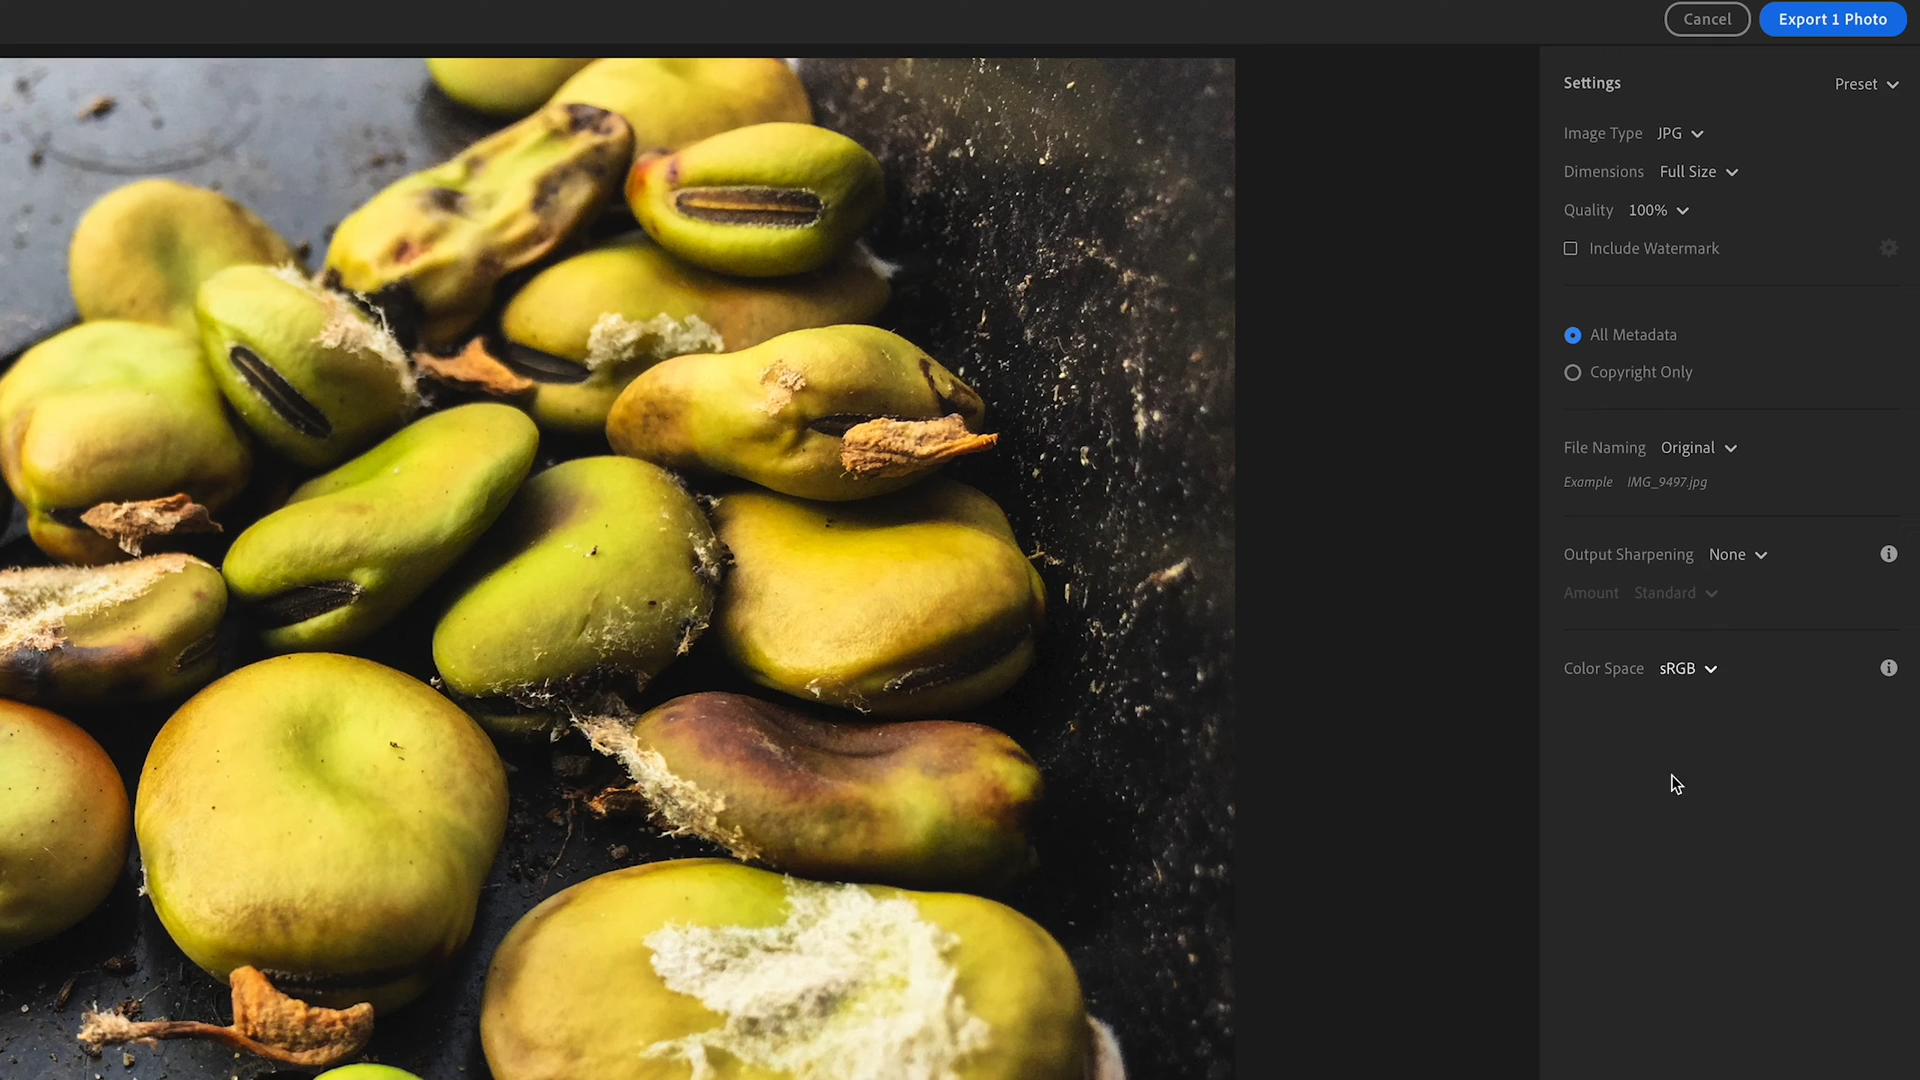 Cancel
Export 1 Photo
Settings
Preset
Image Type JPG
Dimensions Full Size
Quality 100%
Include Watermark
All Metadata
Copyright Only
File Naming Original
Example IMG_9497.jpg
Output Sharpening None
Amount Standard
Color Space sRGB